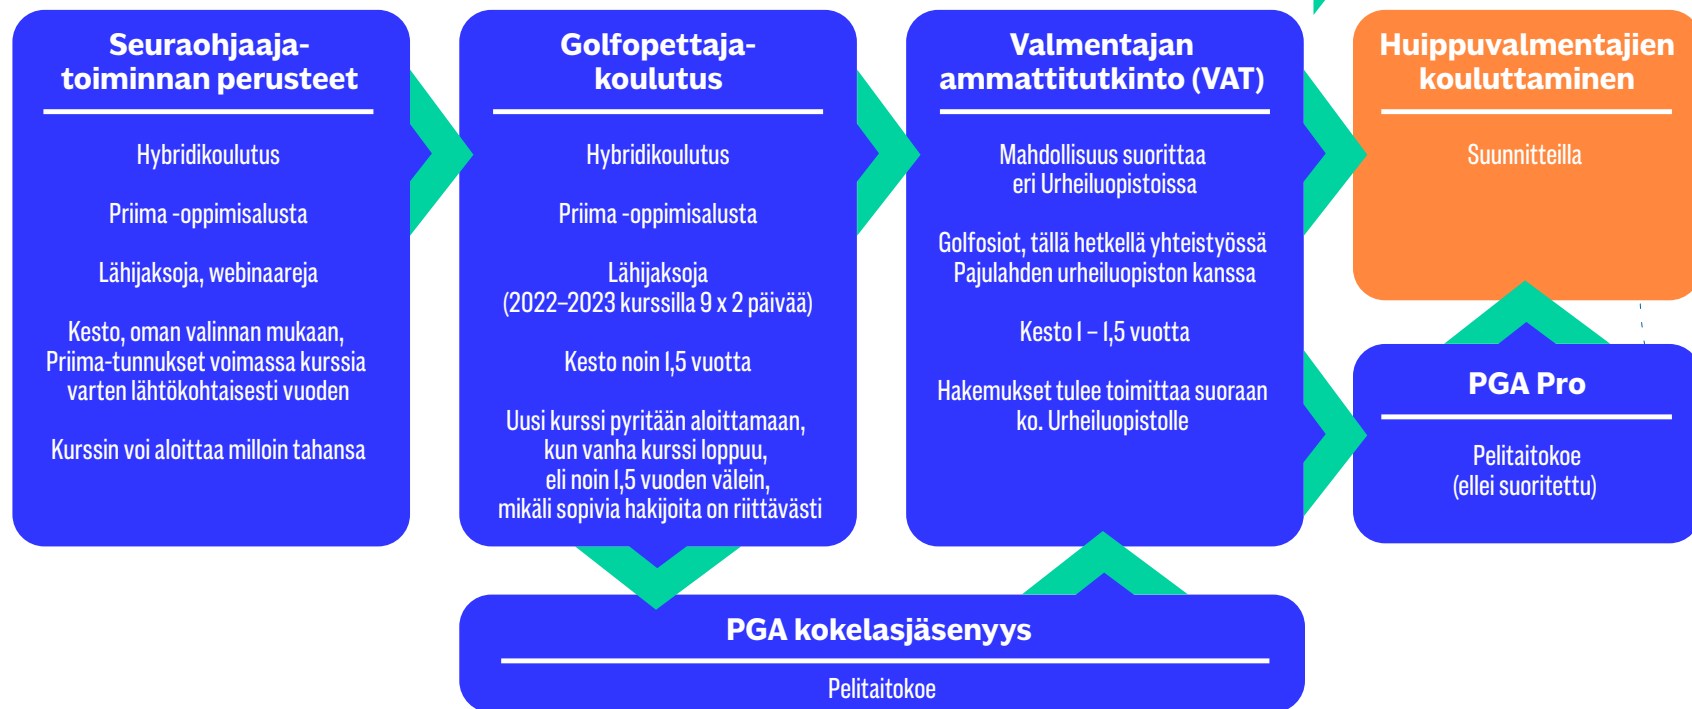 Seuraohjaaja-
toiminnan perusteet
Hybridikoulutus
Priima -oppimisalusta
Lähijaksoja, webinaareja
Kesto, oman valinnan mukaan,
Priima-tunnukset voimassa kurssia
varten lähtökohtaisesti vuoden
Kurssin voi aloittaa milloin tahansa
Golfopettaja-
koulutus
Hybridikoulutus
Priima -oppimisalusta
Lähijaksoja
(2022–2023 kurssilla 9 x 2 päivää)
Kesto noin 1,5 vuotta
Uusi kurssi pyritään aloittamaan,
kun vanha kurssi loppuu,
eli noin 1,5 vuoden välein,
mikäli sopivia hakijoita on riittävästi
Valmentajan
ammattitutkinto (VAT)
Mahdollisuus suorittaa
eri Urheiluopistoissa
Golfosiot, tällä hetkellä yhteistyössä
Pajulahden urheiluopiston kanssa
Kesto 1 – 1,5 vuotta
Hakemukset tulee toimittaa suoraan
ko. Urheiluopistolle
Huippuvalmentajien
kouluttaminen
Suunnitteilla
PGA Pro
Pelitaitokoe
(ellei suoritettu)
PGA kokelasjäsenyys
Pelitaitokoe